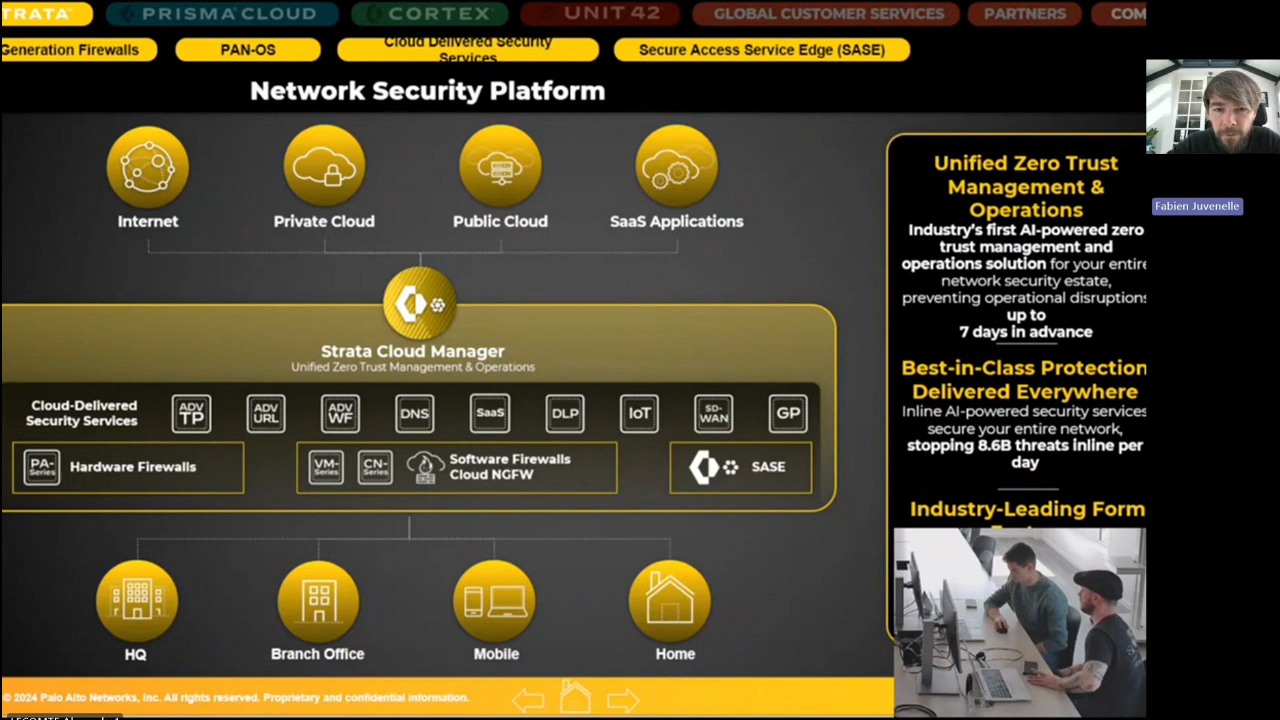 TRATA™
PRISMA® CLOUD
CORTEX®
UNIT 42®
GLOBAL CUSTOMER SERVICES
PARTNERS
COM
Generation Firewalls
PAN-OS
Cloud Delivered Security
Services
Secure Access Service Edge (SASE)
Network Security Platform
Internet
Private Cloud
Public Cloud
SaaS Applications
Strata Cloud Manager
Unified Zero Trust Management & Operations
Cloud-Delivered
Security Services
ADV
TP
ADV
URL
ADV
WF
DNS
SaaS
DLP
IoT
SD-
WAN
GP
PA-
Series
Hardware Firewalls
VM-
Series
CN-
Series
Software Firewalls
Cloud NGFW
SASE
HQ
Branch Office
Mobile
Home
Unified Zero Trust
Management &
Operations
Industry's first AI-powered zero
trust management and
operations solution for your entire
network security estate,
preventing operational disruptions
up to
7 days in advance
Best-in-Class Protection
Delivered Everywhere
Inline AI-powered security services
secure your entire network,
stopping 8.6B threats inline per
day
Industry-Leading Form
Fabien Juvenelle
© 2024 Palo Alto Networks, Inc. All rights reserved. Proprietary and confidential information.